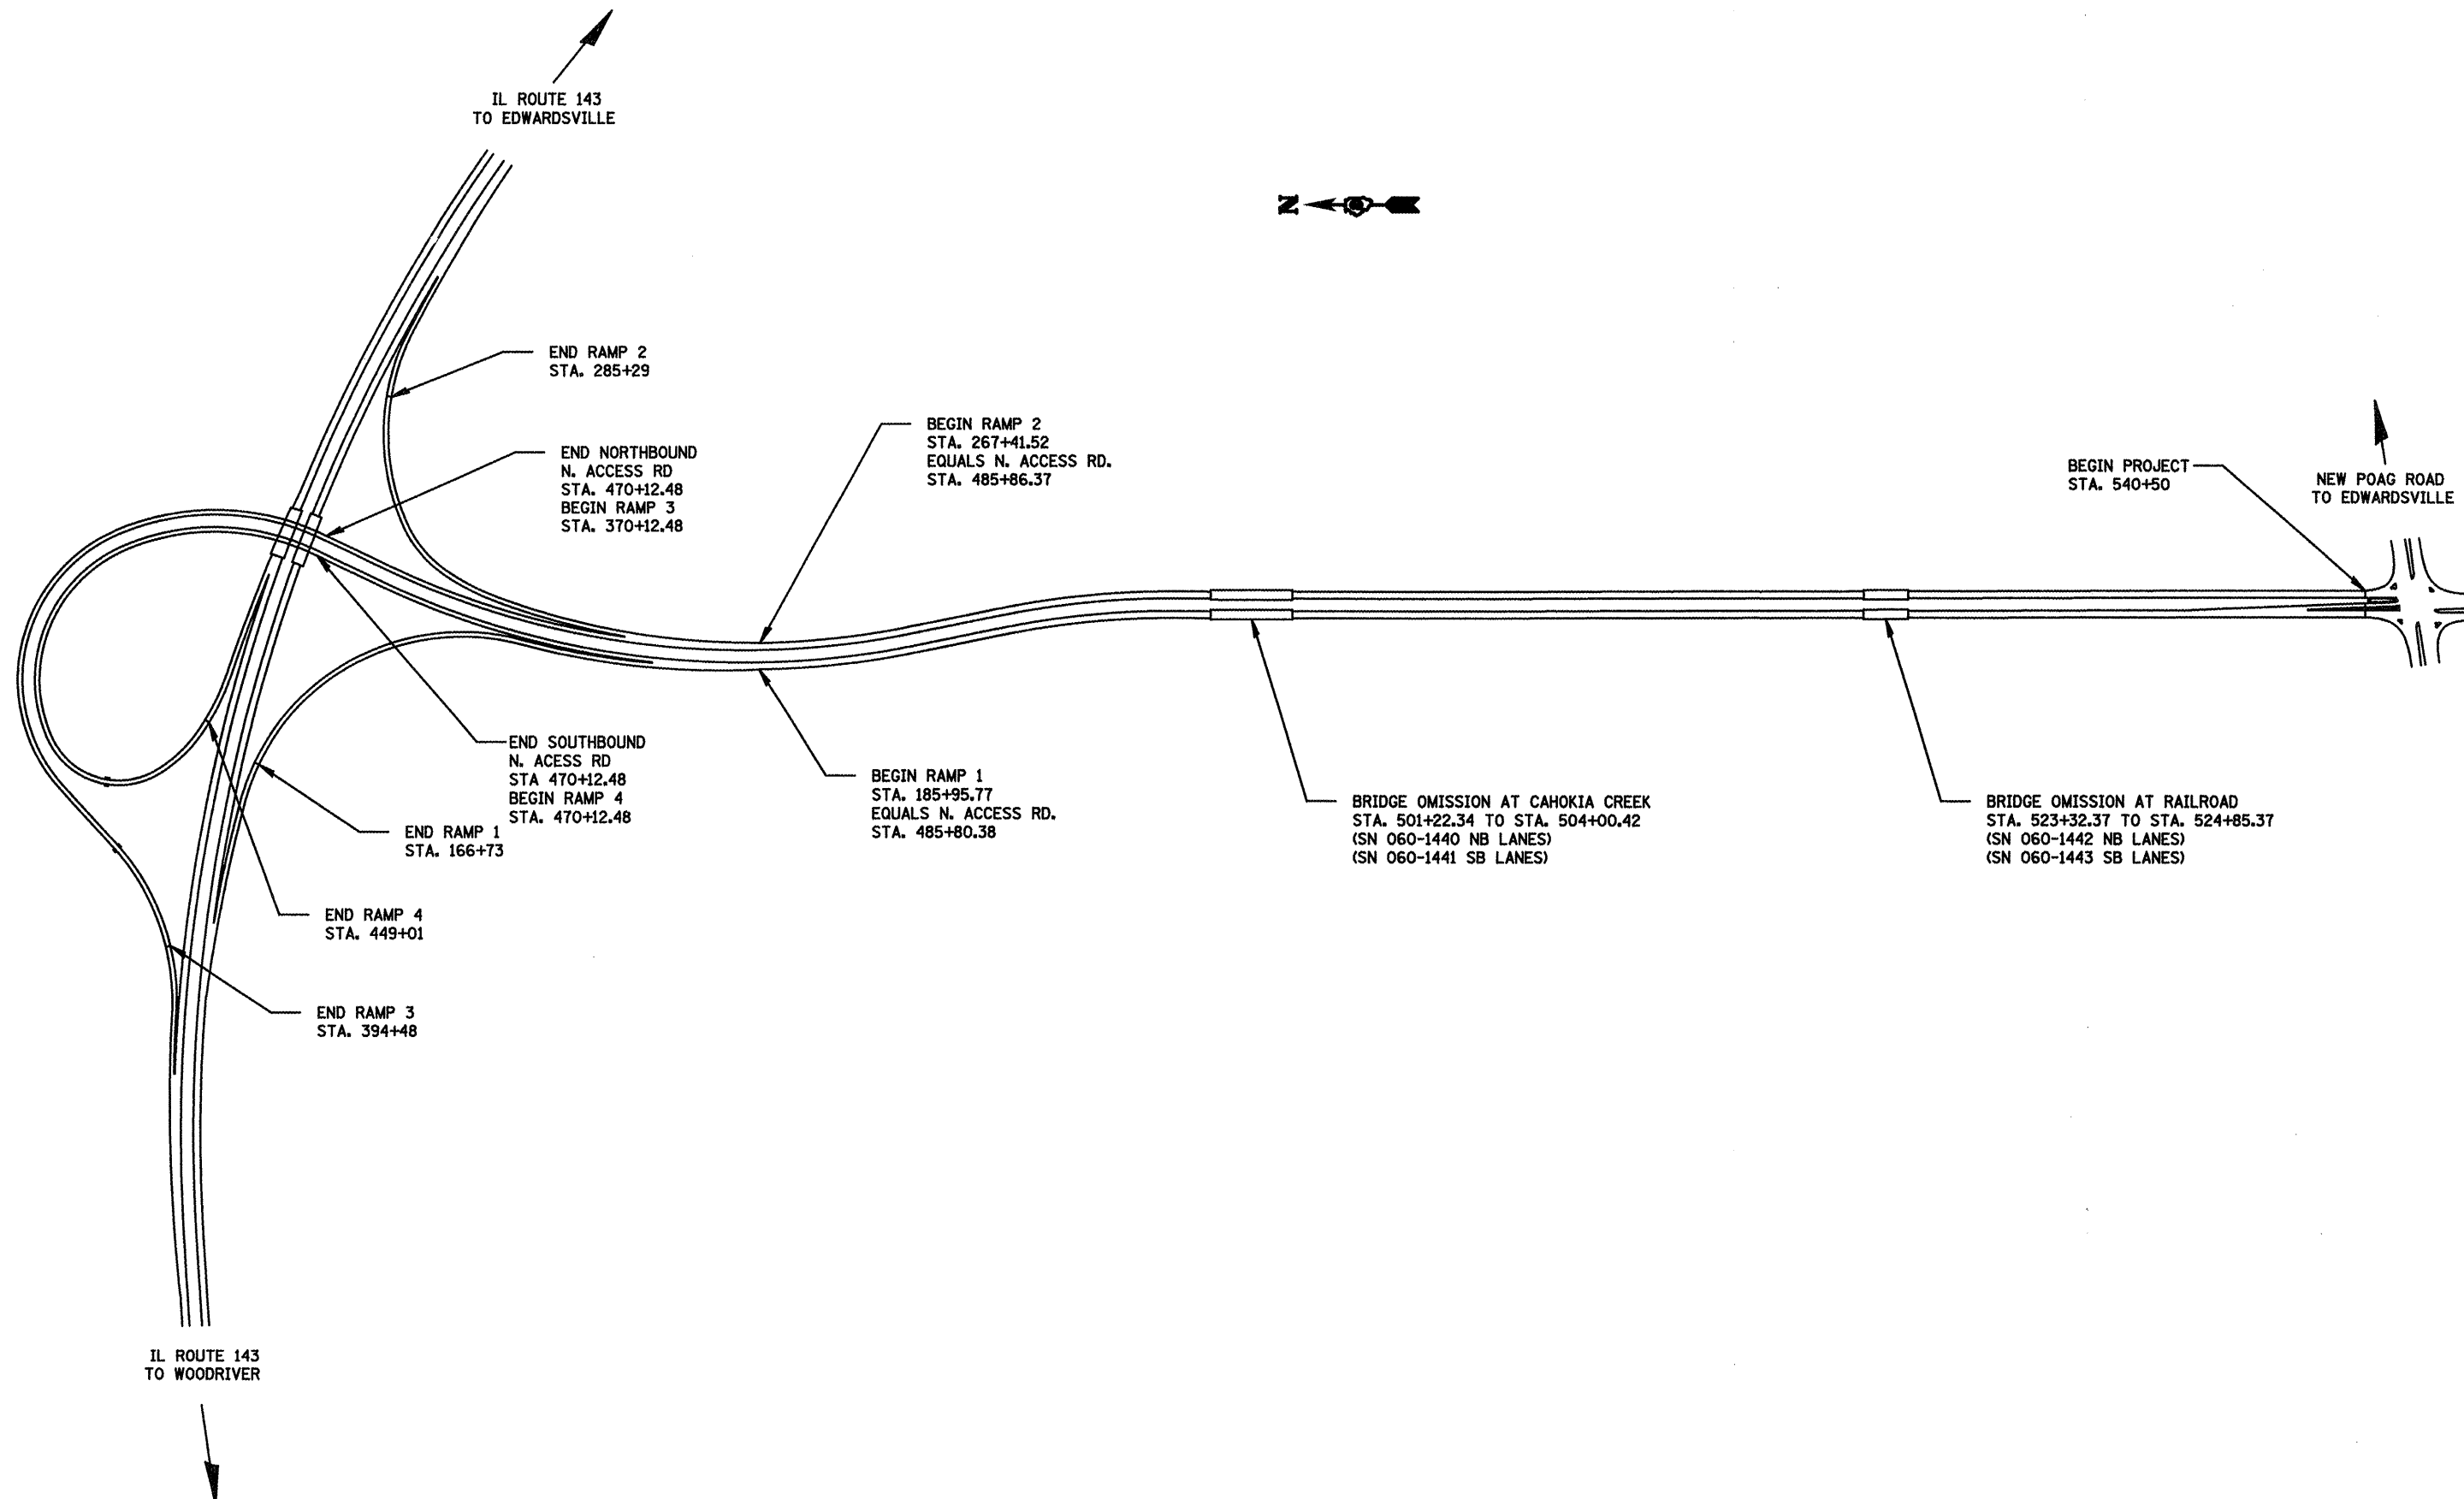 IL ROUTE 143
TO EDWARDSVILLE
N
END RAMP 2
STA. 285+29
BEGIN RAMP 2
STA. 267+41.52
EQUALS N. ACCESS RD.
STA. 485+86.37
END NORTHBOUND
N. ACCESS RD
STA. 470+12.48
BEGIN RAMP 3
STA. 370+12.48
BEGIN PROJECT
STA. 540+50
NEW POAG ROAD
TO EDWARDSVILLE
END SOUTHBOUND
N. ACESS RD
STA 470+12.48
BEGIN RAMP 4
STA. 470+12.48
BEGIN RAMP 1
STA. 185+95.77
EQUALS N. ACCESS RD.
STA. 485+80.38
BRIDGE OMISSION AT CAHOKIA CREEK
STA. 501+22.34 TO STA. 504+00.42
(SN 060-1440 NB LANES)
(SN 060-1441 SB LANES)
BRIDGE OMISSION AT RAILROAD
STA. 523+32.37 TO STA. 524+85.37
(SN 060-1442 NB LANES)
(SN 060-1443 SB LANES)
END RAMP 1
STA. 166+73
END RAMP 4
STA. 449+01
END RAMP 3
STA. 394+48
IL ROUTE 143
TO WOODRIVER